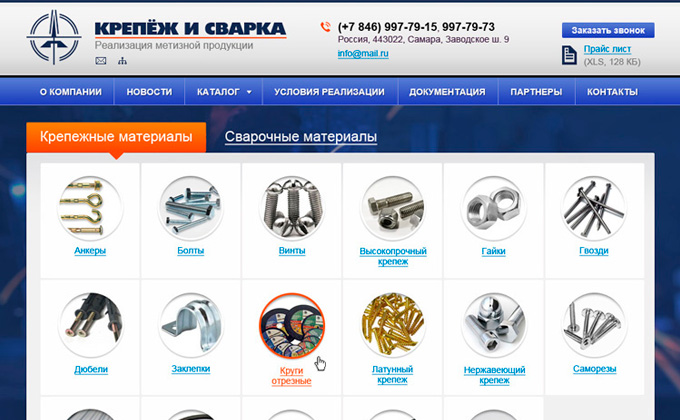 КРЕПЁЖ И СВАРКА
Реализация метизной продукции
(+7 846) 997-79-15, 997-79-73
Россия, 443022, Самара, Заводское ш. 9
info@mail.ru
Заказать звонок
Прайс лист
(XLS, 128 КБ)
О КОМПАНИИ НОВОСТИ КАТАЛОГ УСЛОВИЯ РЕАЛИЗАЦИИ ДОКУМЕНТАЦИЯ ПАРТНЕРЫ КОНТАКТЫ
Крепежные материалы Сварочные материалы
Анкеры
Болты
Винты
Высокопрочный
крепеж
Гайки
Гвозди
Дюбели
Заклепки
Круги
отрезные
Латунный
крепеж
Нержавеющий
крепеж
Саморезы